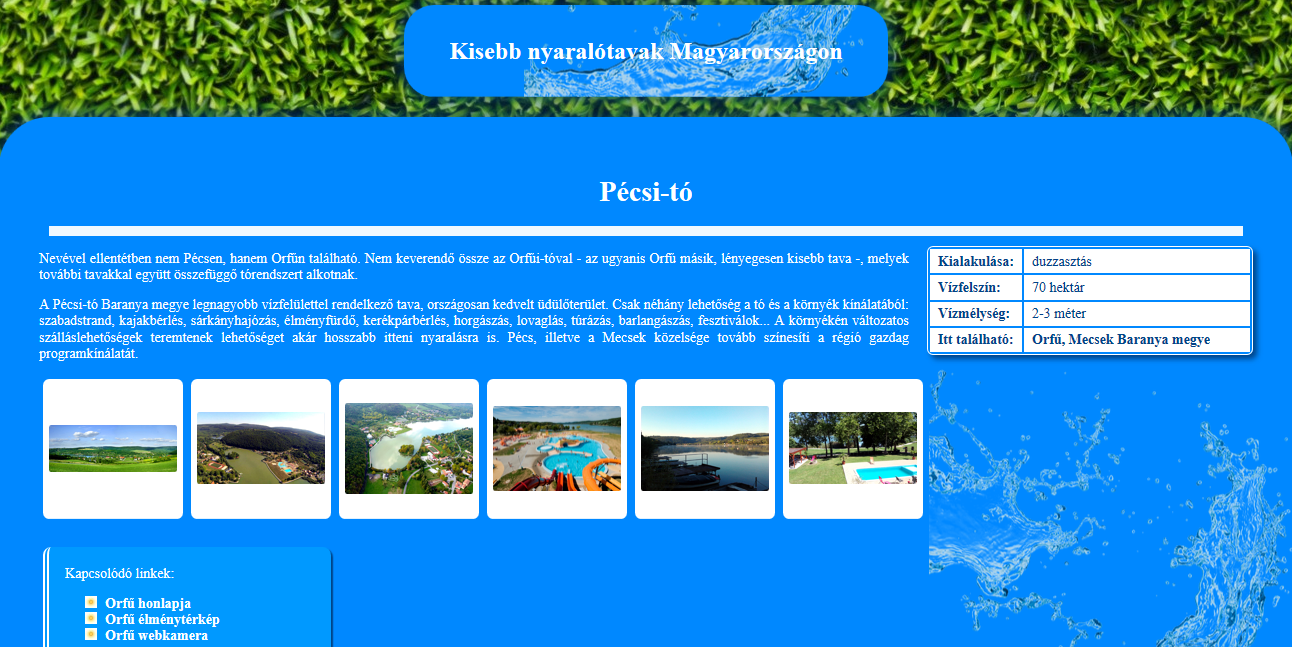 Kisebb nyaralótavak Magyarországon
Pécsi-tó
Nevével ellentétben nem Pécsen, hanem Orfűn található. Nem keverendő össze az Orfűi-tóval - az ugyanis Orfű másik, lényegesen kisebb tava -, melyek
további tavakkal együtt összefüggő tórendszert alkotnak.
A Pécsi-tó Baranya megye legnagyobb vízfelülettel rendelkező tava, országosan kedvelt üdülőterület. Csak néhány lehetőség a tó és a környék kínálatából:
szabadstrand, kajakbérlés, sárkányhajózás, élményfürdő, kerékpárbérlés, horgászás, lovaglás, túrázás, barlangászás, fesztiválok... A környékén változatos
szálláslehetőségek teremtenek lehetőséget akár hosszabb itteni nyaralásra is. Pécs, illetve a Mecsek közelsége tovább színesíti a régió gazdag
programkínálatát.
Kialakulása: duzzasztás
Vízfelszín: 70 hektár
Vízmélység: 2-3 méter
Itt található: Orfű, Mecsek Baranya megye
Kapcsolódó linkek:
Orfű honlapja
Orfű élménytérkép
Orfű webkamera